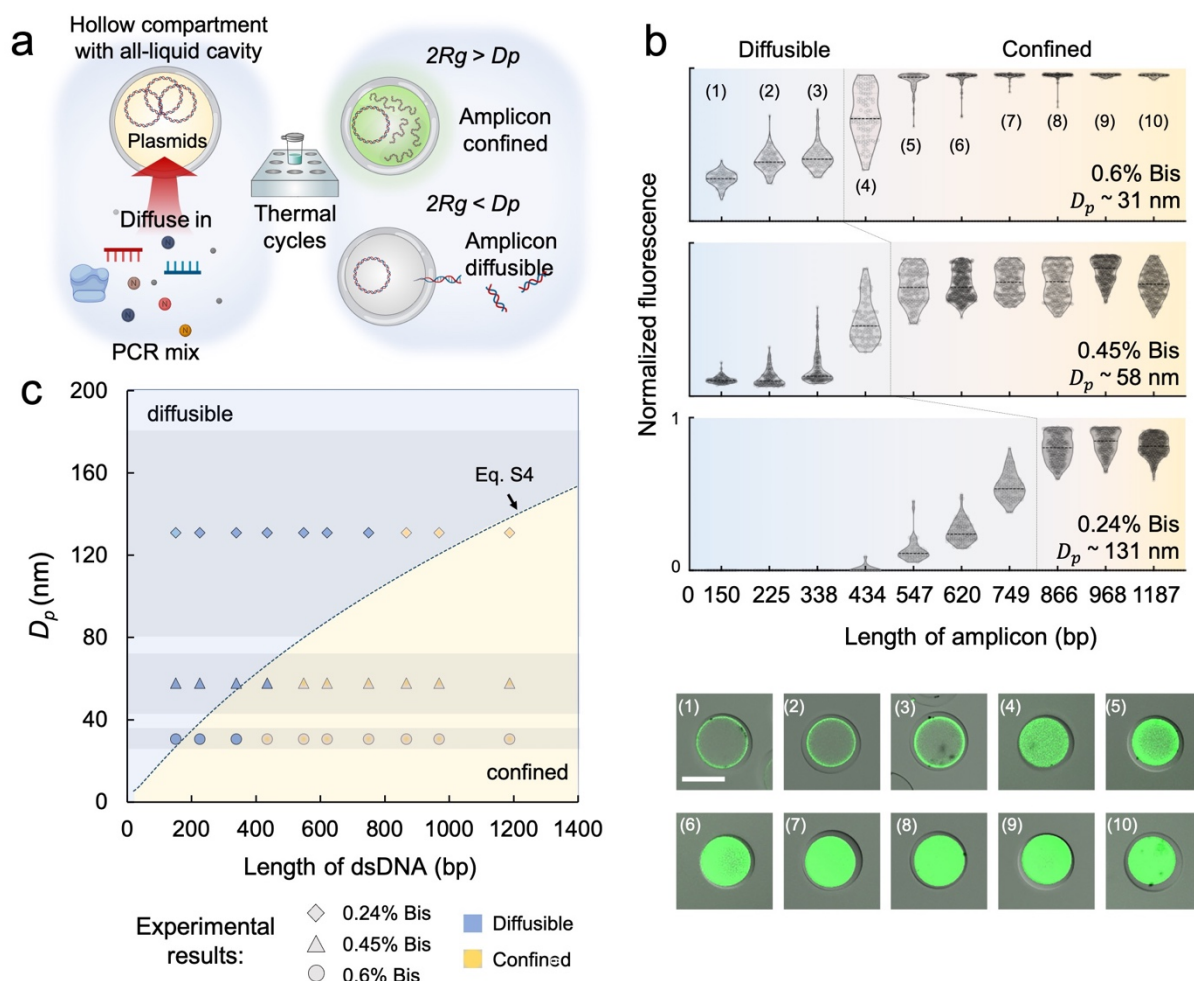 a
Hollow compartment
with all-liquid cavity
Plasmids
Diffuse in
N
N
N
N
N
PCR mix
Thermal
cycles
2Rg > Dp
Amplicon
confined
2Rg < Dp
Amplicon
diffusible
b
Diffusible
Confined
(1)
(2)
(3)
(4)
(5)
(6)
(7)
(8)
(9)
(10)
0.6% Bis
Dp ~ 31 nm
0.45% Bis
Dp ~ 58 nm
0.24% Bis
Dp ~ 131 nm
Normalized fluorescence
1
0
0 150 225 338 434 547 620 749 866 968 1187
Length of amplicon (bp)
(1)
(2)
(3)
(4)
(5)
(6)
(7)
(8)
(9)
(10)
c
200
160
120
80
40
0
Dp (nm)
diffusible
Eq. S4
confined
0 200 400 600 800 1000 1200 1400
Length of dsDNA (bp)
Experimental
results:
0.24% Bis
0.45% Bis
0.6% Bis
Diffusible
Confined